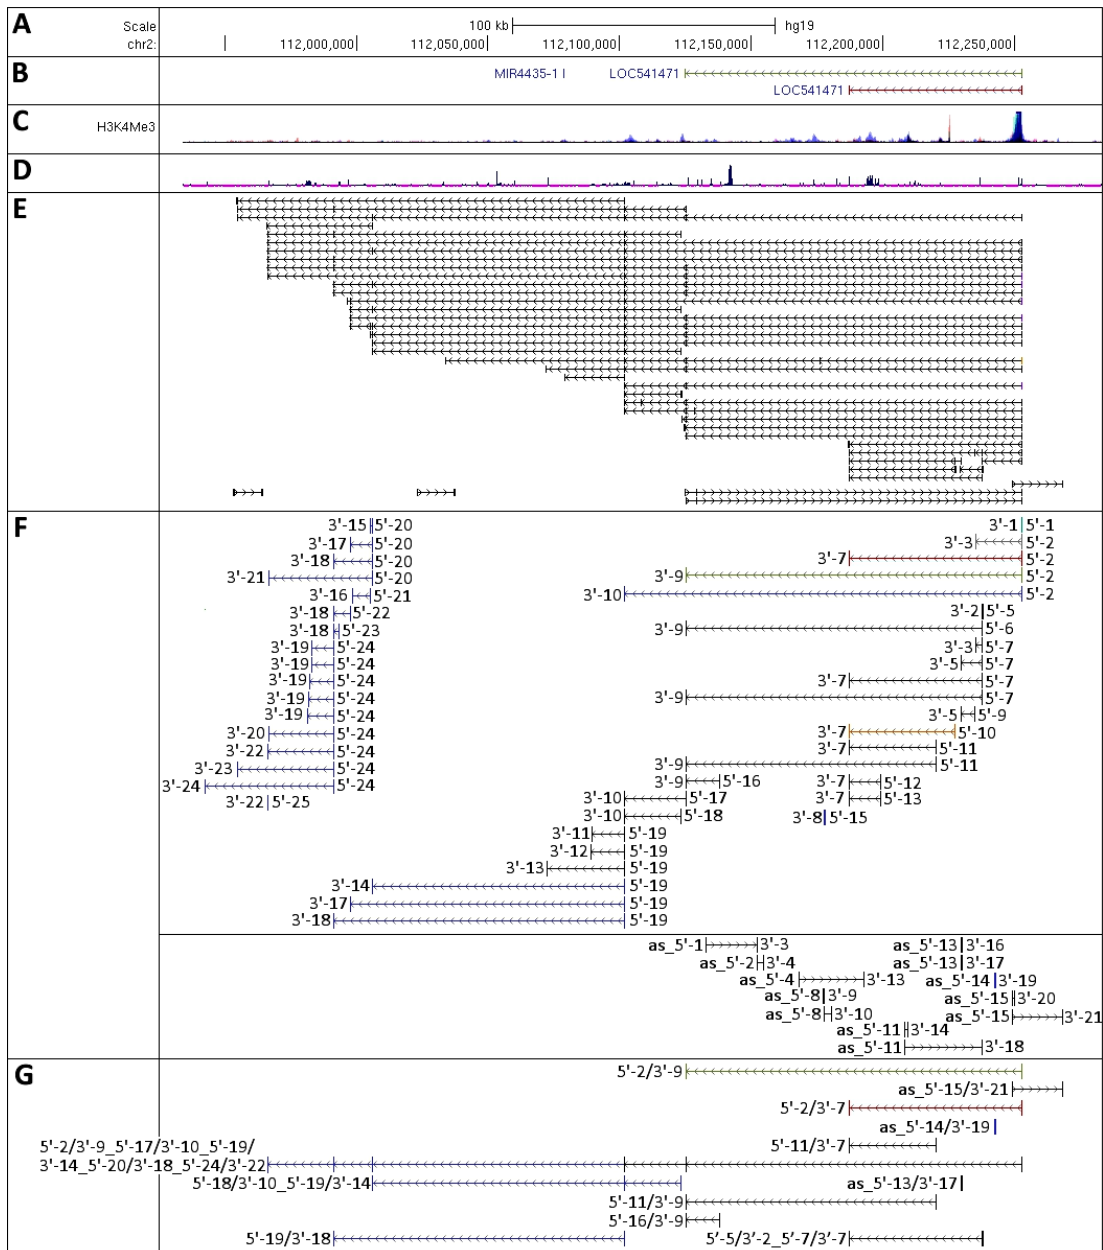 A
Scale
100 kb
hg19
chr2:
112,000,000
112,050,000
112,100,000
112,150,000
112,200,000
112,250,000
B
MIR4435-1
LOC541471
LOC541471
C
H3K4Me3
D
E
F
3'-15 5'-20 3'-1 5'-1
3'-17 5'-20 3'-3 5'-2
3'-18 5'-20 3'-7 5'-2
3'-21 5'-20 3'-9 5'-2
3'-16 5'-21 3'-10 5'-2
3'-18 5'-22 3'-2 5'-5
3'-18 5'-23 3'-9 5'-6
3'-19 5'-24 3'-3 5'-7
3'-19 5'-24 3'-5 5'-7
3'-19 5'-24 3'-7 5'-7
3'-19 5'-24 3'-9 5'-7
3'-19 5'-24 3'-5 5'-9
3'-20 5'-24 3'-7 5'-10
3'-22 5'-24 3'-7 5'-11
3'-23 5'-24 3'-9 5'-11
3'-24 5'-24 3'-9 5'-16 3'-7 5'-12
3'-22 5'-25 3'-10 5'-17 3'-7 5'-13
3'-10 5'-18 3'-8 5'-15
3'-11 5'-19
3'-12 5'-19
3'-13 5'-19
3'-14 5'-19
3'-17 5'-19
3'-18 5'-19
as_5'-1 3'-3 as_5'-13 3'-16
as_5'-2 3'-4 as_5'-13 3'-17
as_5'-4 3'-13 as_5'-14 3'-19
as_5'-8 3'-9 as_5'-15 3'-20
as_5'-8 3'-10 as_5'-15 3'-21
as_5'-11 3'-14
as_5'-11 3'-18
G
5'-2/3'-9
as_5'-15/3'-21
5'-2/3'-7
as_5'-14/3'-19
5'-11/3'-7
5'-2/3'-9_5'-17/3'-10_5'-19/
3'-14_5'-20/3'-18_5'-24/3'-22
5'-18/3'-10_5'-19/3'-14 as_5'-13/3'-17
5'-11/3'-9
5'-16/3'-9
5'-19/3'-18 5'-5/3'-2_5'-7/3'-7